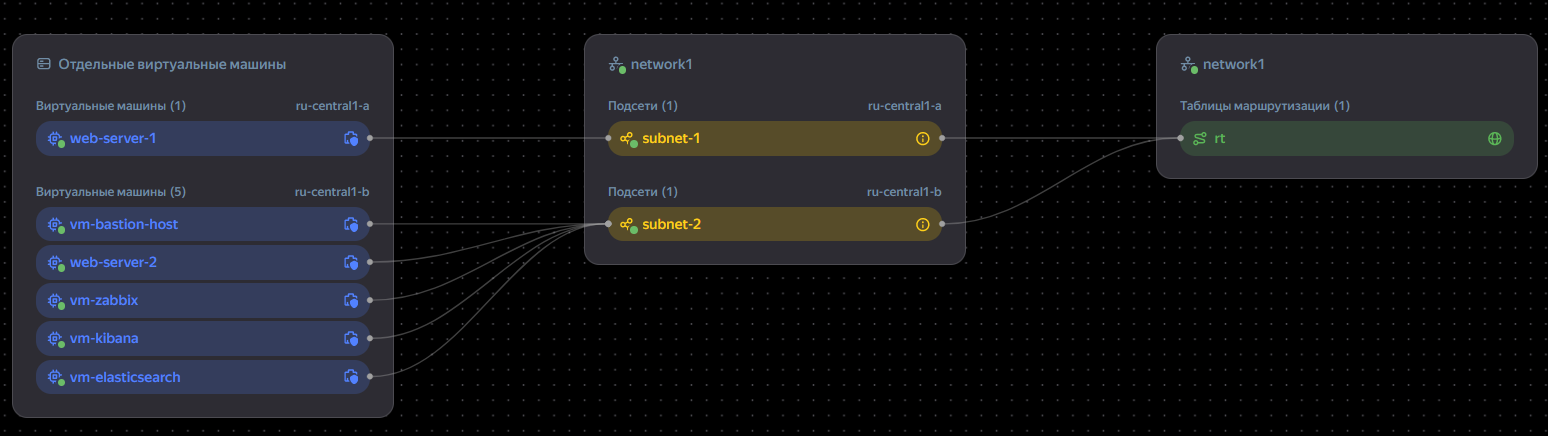 Отдельные виртуальные машины
Виртуальные машины (1) ru-central1-a
web-server-1
Виртуальные машины (5) ru-central1-b
vm-bastion-host
web-server-2
vm-zabbix
vm-kibana
vm-elasticsearch
network1
Подсети (1) ru-central1-a
subnet-1
Подсети (1) ru-central1-b
subnet-2
network1
Таблицы маршрутизации (1)
rt